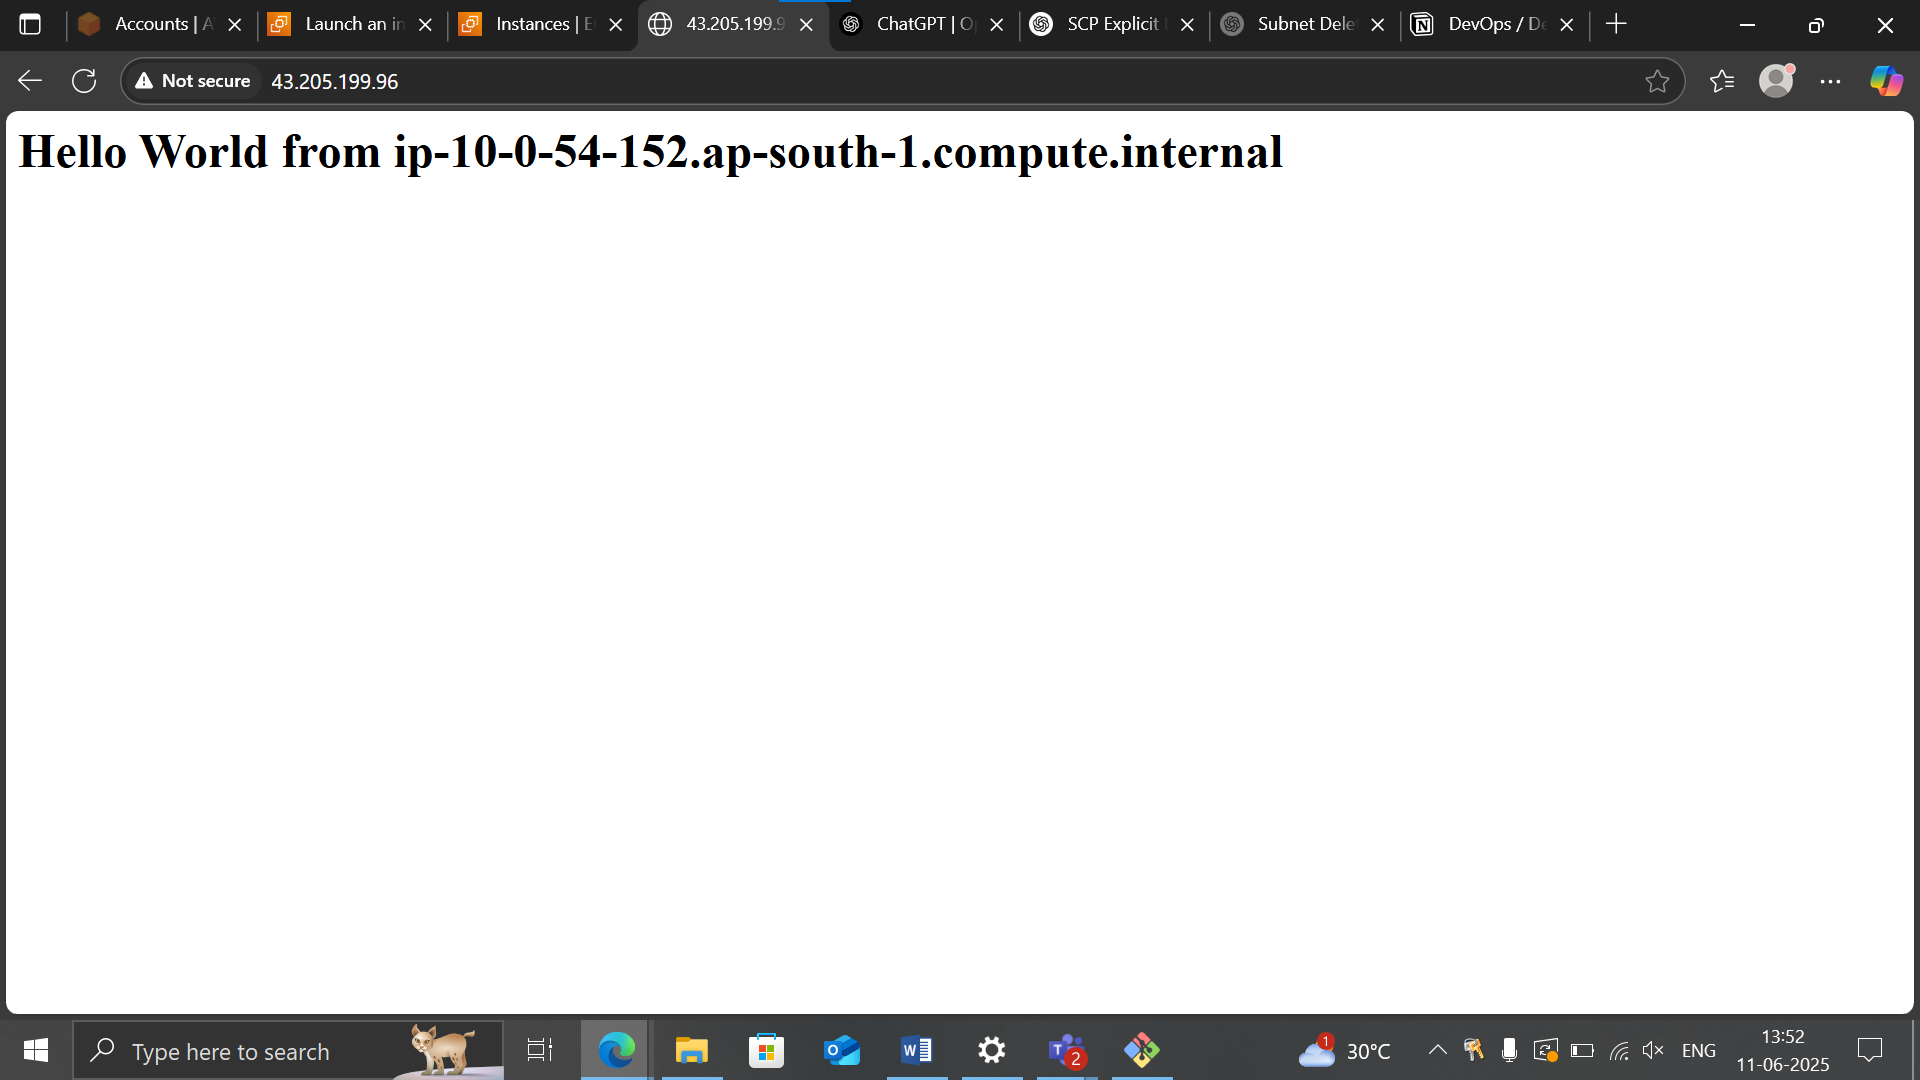 Accounts | A
Launch an in
Instances | E
43.205.199.9
ChatGPT | O
SCP Explicit
Subnet Dele
DevOps / De
Not secure
43.205.199.96
Hello World from ip-10-0-54-152.ap-south-1.compute.internal
Type here to search
1
30°C
2
ENG
13:52
11-06-2025